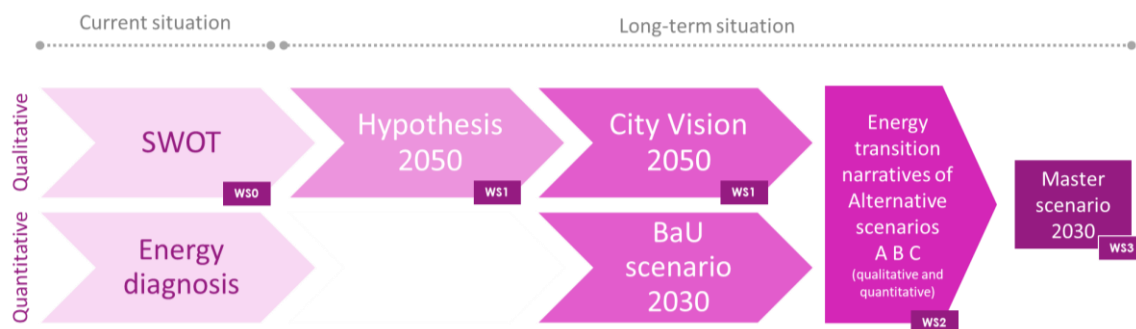 Current situation
Long-term situation
Qualitative
SWOT
WS0
Hypothesis
2050
WS1
City Vision
2050
WS1
Quantitative
Energy
diagnosis
BaU
scenario
2030
Energy
transition
narratives of
Alternative
scenarios
A B C
(qualitative and
quantitative)
WS2
Master
scenario
2030
WS3